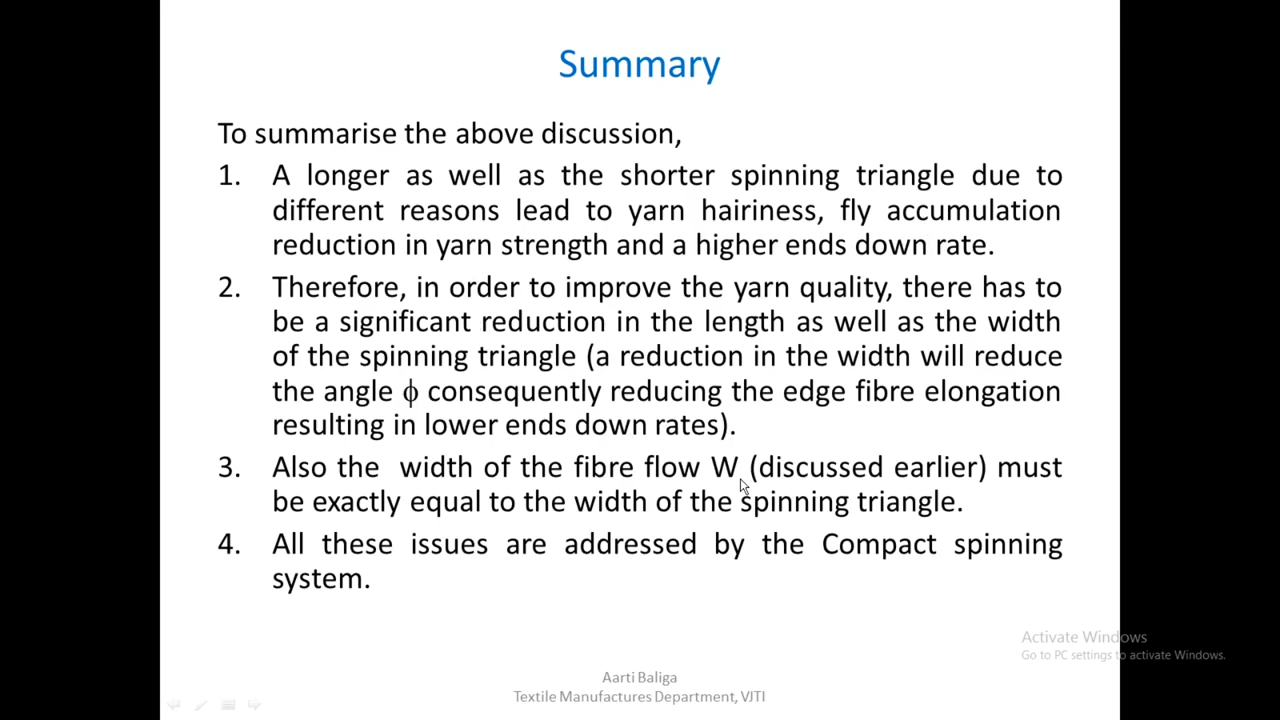 Summary
To summarise the above discussion,
1. A longer as well as the shorter spinning triangle due to
different reasons lead to yarn hairiness, fly accumulation
reduction in yarn strength and a higher ends down rate.
2. Therefore, in order to improve the yarn quality, there has to
be a significant reduction in the length as well as the width
of the spinning triangle (a reduction in the width will reduce
the angle ϕ consequently reducing the edge fibre elongation
resulting in lower ends down rates).
3. Also the width of the fibre flow W (discussed earlier) must
be exactly equal to the width of the spinning triangle.
4. All these issues are addressed by the Compact spinning
system.
Activate Windows
Go to PC settings to activate Windows.
Aarti Baliga
Textile Manufactures Department, VJTI